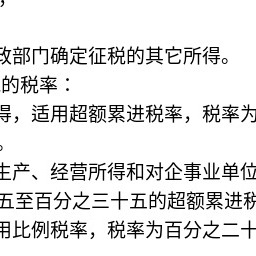 ，
政部门确定征税的其它所得。
的税率：
得，适用超额累进税率，税率为
。
生产、经营所得和对企事业单位
五至百分之三十五的超额累进税
用比例税率，税率为百分之二十